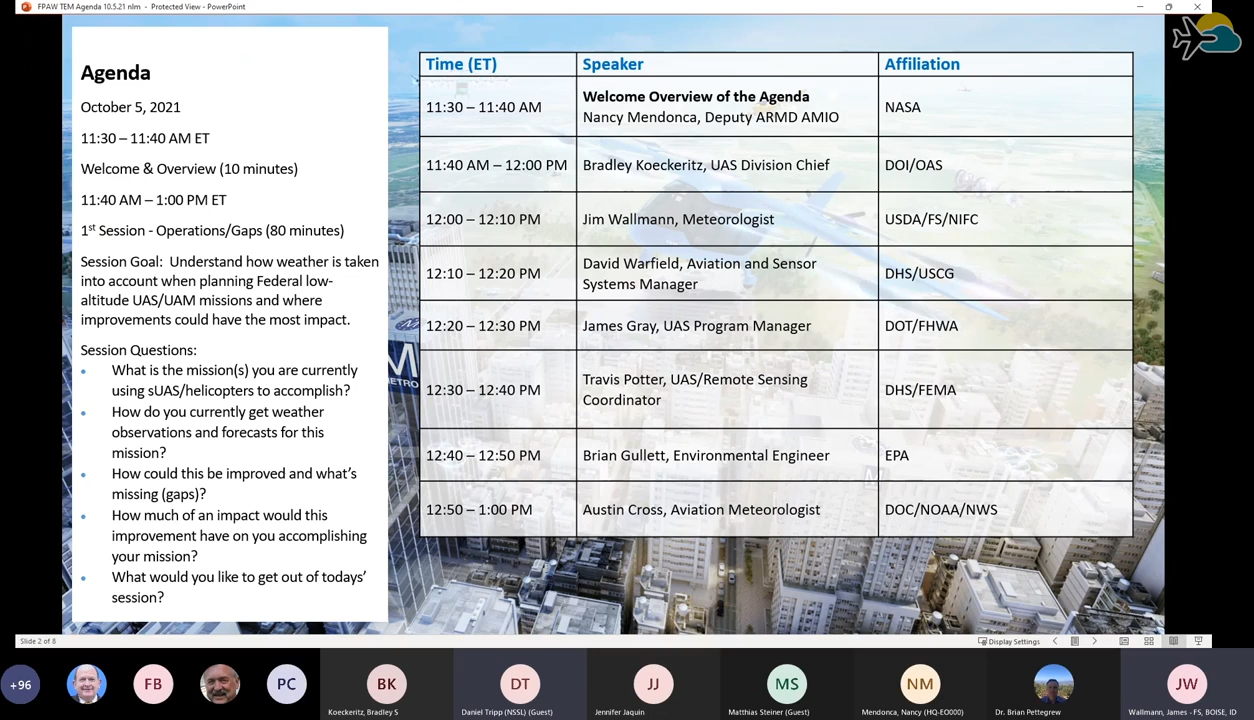 FPAW TEM Agenda 10.5.21 nlm - Protected View - PowerPoint
Agenda
October 5, 2021
11:30 – 11:40 AM ET
Welcome & Overview (10 minutes)
11:40 AM – 1:00 PM ET
1st Session - Operations/Gaps (80 minutes)
Session Goal: Understand how weather is taken
into account when planning Federal low-
altitude UAS/UAM missions and where
improvements could have the most impact.
Session Questions:
• What is the mission(s) you are currently
using sUAS/helicopters to accomplish?
• How do you currently get weather
observations and forecasts for this
mission?
• How could this be improved and what's
missing (gaps)?
• How much of an impact would this
improvement have on you accomplishing
your mission?
• What would you like to get out of todays'
session?
Time (ET) Speaker Affiliation
11:30 – 11:40 AM Welcome Overview of the Agenda NASA
Nancy Mendonca, Deputy ARMD AMIO
11:40 AM – 12:00 PM Bradley Koeckeritz, UAS Division Chief DOI/OAS
12:00 – 12:10 PM Jim Wallmann, Meteorologist USDA/FS/NIFC
12:10 – 12:20 PM David Warfield, Aviation and Sensor DHS/USCG
Systems Manager
12:20 – 12:30 PM James Gray, UAS Program Manager DOT/FHWA
12:30 – 12:40 PM Travis Potter, UAS/Remote Sensing DHS/FEMA
Coordinator
12:40 – 12:50 PM Brian Gullett, Environmental Engineer EPA
12:50 – 1:00 PM Austin Cross, Aviation Meteorologist DOC/NOAA/NWS
M
METRO
Slide 2 of 8
Display Settings
+96 FB PC BK DT JJ MS NM JW
Koeckeritz, Bradley S Daniel Tripp (NSSL) (Guest) Jennifer Jaquin Matthias Steiner (Guest) Mendonca, Nancy (HQ-EO000) Dr. Brian Pettegrew Wallmann, James - FS, BOISE, ID